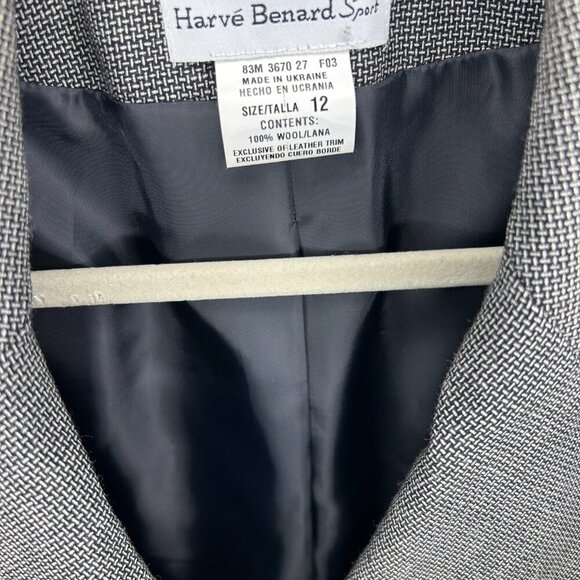 Harvé Benard Sport
83M 3670 27 F03
MADE IN UKRAINE
HECHO EN UCRANIA
SIZE/TALLA 12
CONTENTS:
100% WOOL/LANA
EXCLUSIVE OF LEATHER TRIM
EXCLUYENDO CUERO BORDE